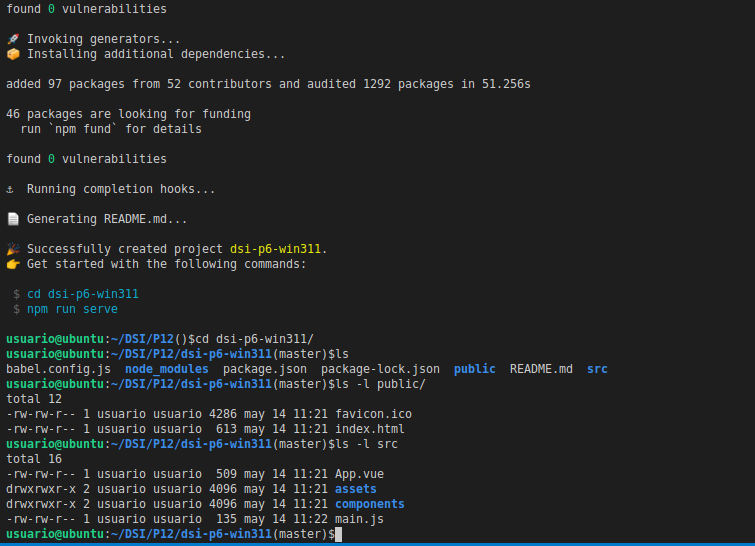 found 0 vulnerabilities
🚀 Invoking generators...
📦 Installing additional dependencies...
added 97 packages from 52 contributors and audited 1292 packages in 51.256s
46 packages are looking for funding
run `npm fund` for details
found 0 vulnerabilities
⚓ Running completion hooks...
📄 Generating README.md...
🎉 Successfully created project dsi-p6-win311.
👉 Get started with the following commands:
$ cd dsi-p6-win311
$ npm run serve
usuario@ubuntu:~/DSI/P12()$cd dsi-p6-win311/
usuario@ubuntu:~/DSI/P12/dsi-p6-win311(master)$ls
babel.config.js node_modules package.json package-lock.json public README.md src
usuario@ubuntu:~/DSI/P12/dsi-p6-win311(master)$ls -l public/
total 12
-rw-rw-r-- 1 usuario usuario 4286 may 14 11:21 favicon.ico
-rw-rw-r-- 1 usuario usuario 613 may 14 11:21 index.html
usuario@ubuntu:~/DSI/P12/dsi-p6-win311(master)$ls -l src
total 16
-rw-rw-r-- 1 usuario usuario 509 may 14 11:21 App.vue
drwxrwxr-x 2 usuario usuario 4096 may 14 11:21 assets
drwxrwxr-x 2 usuario usuario 4096 may 14 11:21 components
-rw-rw-r-- 1 usuario usuario 135 may 14 11:22 main.js
usuario@ubuntu:~/DSI/P12/dsi-p6-win311(master)$